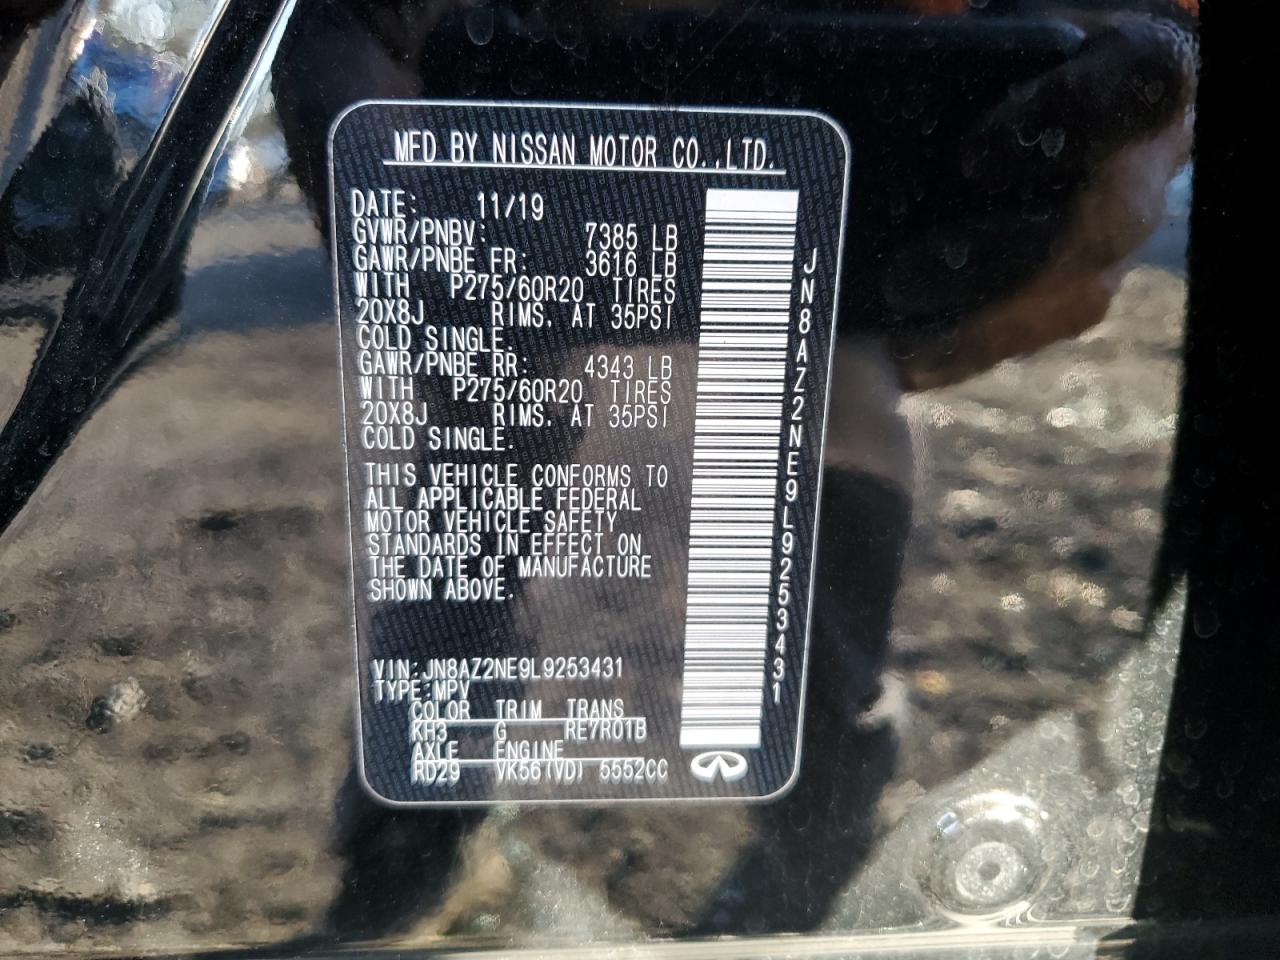 MFD BY NISSAN MOTOR CO.,LTD.
DATE: 11/19
GVWR/PNBV: 7385 LB
GAWR/PNBE FR: 3616 LB
WITH P275/60R20 TIRES
20X8J RIMS. AT 35PSI
COLD SINGLE.
GAWR/PNBE RR: 4343 LB
WITH P275/60R20 TIRES
20X8J RIMS. AT 35PSI
COLD SINGLE.
THIS VEHICLE CONFORMS TO
ALL APPLICABLE FEDERAL
MOTOR VEHICLE SAFETY
STANDARDS IN EFFECT ON
THE DATE OF MANUFACTURE
SHOWN ABOVE.
VIN:JN8AZ2NE9L9253431
TYPE:MPV
COLOR TRIM TRANS
KH3 G RE7R01B
AXLE ENGINE
RD29 VK56(VD) 5552CC
JN8AZ2NE9L9253431